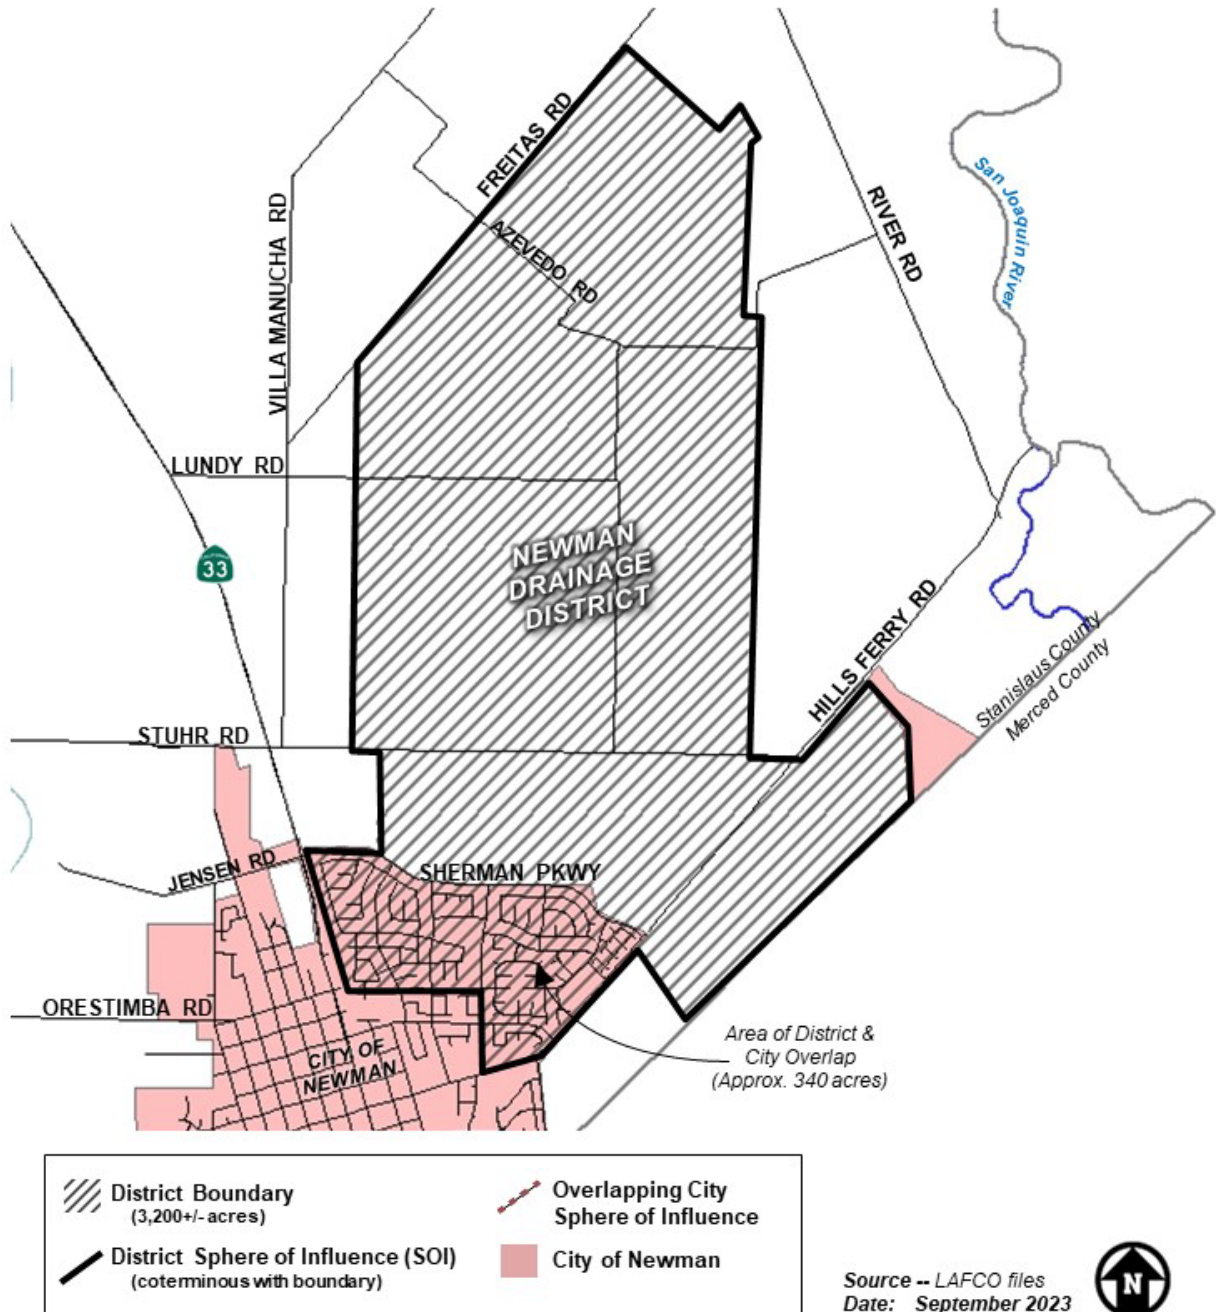 FREITAS RD
San Joaquin River
RIVER RD
VILLA MANUCHA RD
AZEVEDO RD
LUNDY RD
NEWMAN
DRAINAGE
DISTRICT
CALIFORNIA
33
HILLS FERRY RD
Stanislaus County
Merced County
STUHR RD
JENSEN RD
SHERMAN PKWY
ORESTIMBA RD
CITY OF
NEWMAN
Area of District &
City Overlap
(Approx. 340 acres)
District Boundary
(3,200+/- acres)
District Sphere of Influence (SOI)
(coterminous with boundary)
Overlapping City
Sphere of Influence
City of Newman
Source -- LAFCO files
Date: September 2023
N